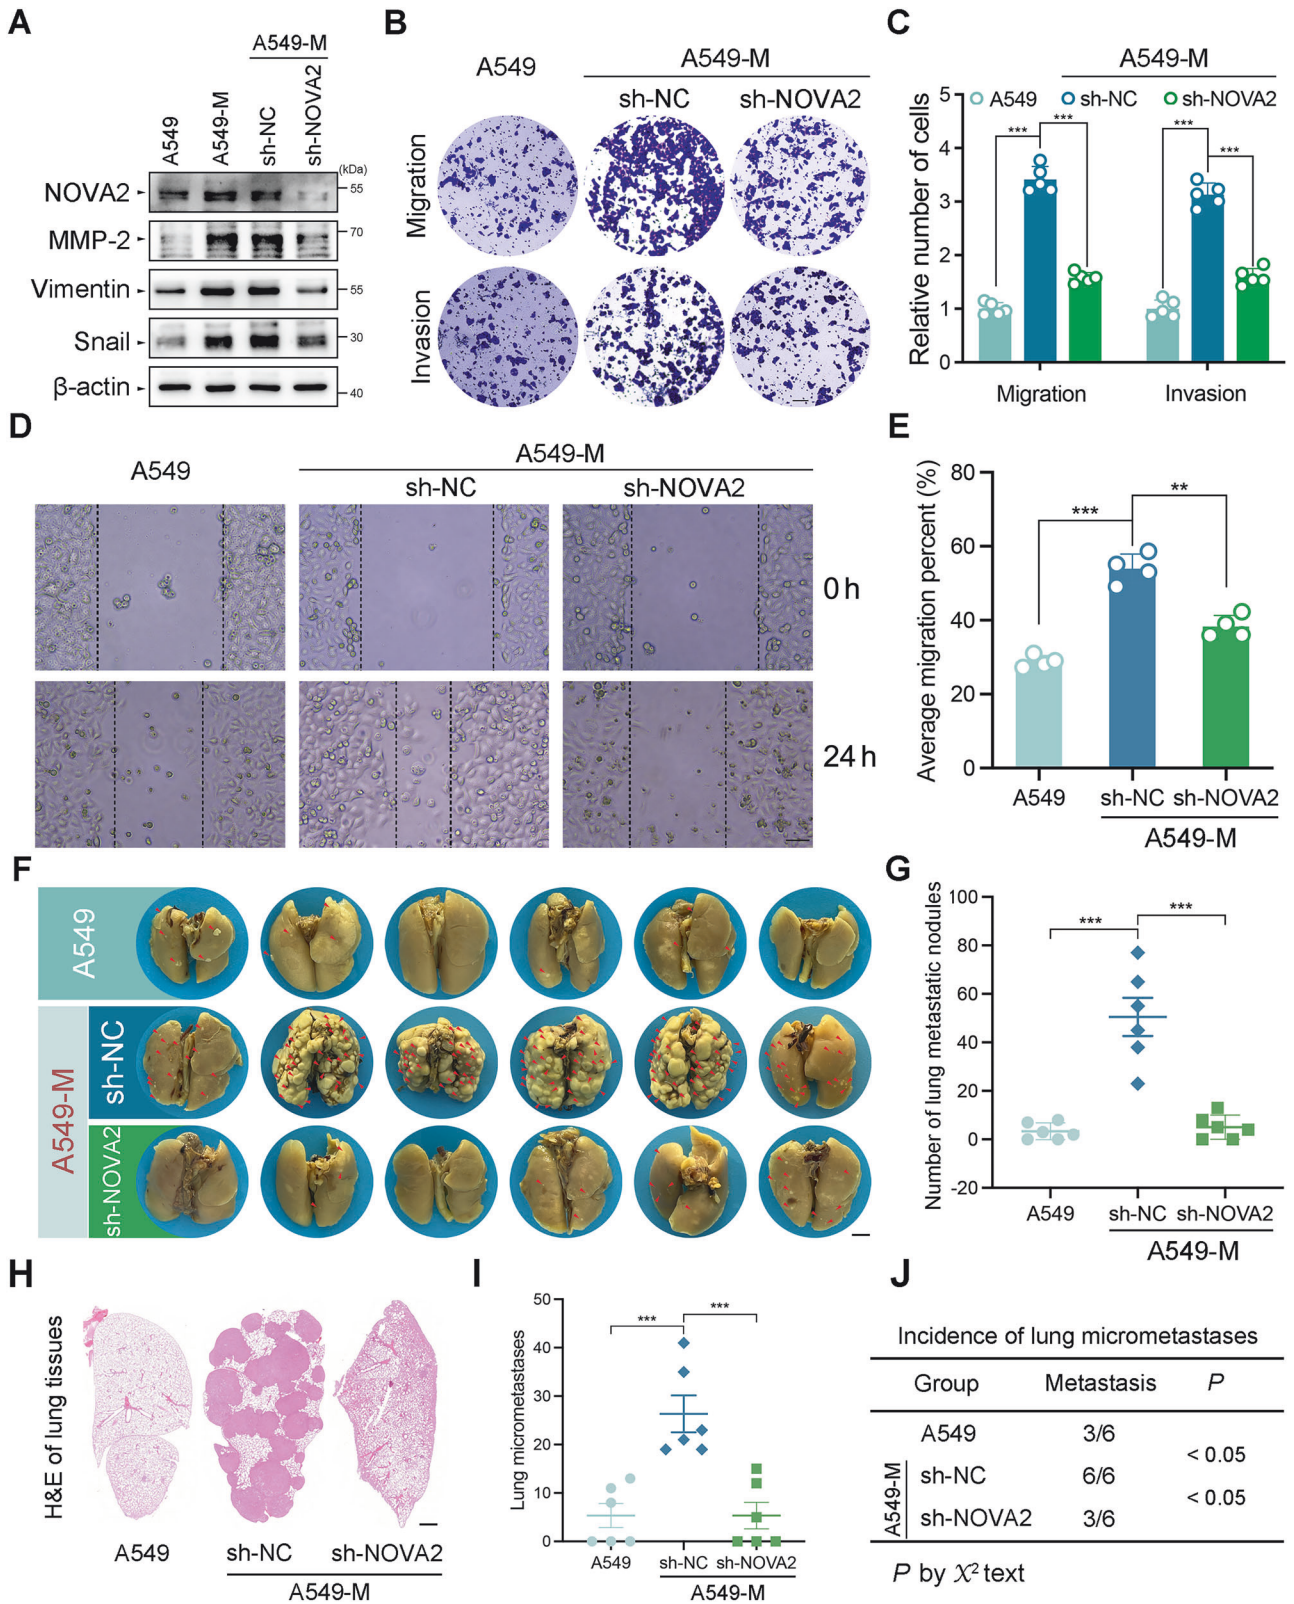 A
A549-M
A549
A549-M
sh-NC
sh-NOVA2
(kDa)
NOVA2
55
MMP-2
70
Vimentin
55
Snail
30
β-actin
40
B
A549
A549-M
sh-NC
sh-NOVA2
Migration
Invasion
C
A549-M
A549
sh-NC
sh-NOVA2
Relative number of cells
5
4
3
2
1
0
***
***
***
***
Migration
Invasion
D
A549
A549-M
sh-NC
sh-NOVA2
0 h
24 h
E
Average migration percent (%)
80
60
40
20
0
***
**
A549
sh-NC
sh-NOVA2
A549-M
F
A549
A549-M
sh-NC
sh-NOVA2
G
Number of lung metastatic nodules
100
80
60
40
20
0
-20
***
***
A549
sh-NC
sh-NOVA2
A549-M
H
H&E of lung tissues
A549
sh-NC
sh-NOVA2
A549-M
I
Lung micrometastases
50
40
30
20
10
0
***
***
A549
sh-NC
sh-NOVA2
A549-M
J
Incidence of lung micrometastases
Group Metastasis P
A549 3/6
< 0.05
A549-M
sh-NC 6/6
< 0.05
sh-NOVA2 3/6
P by X² text